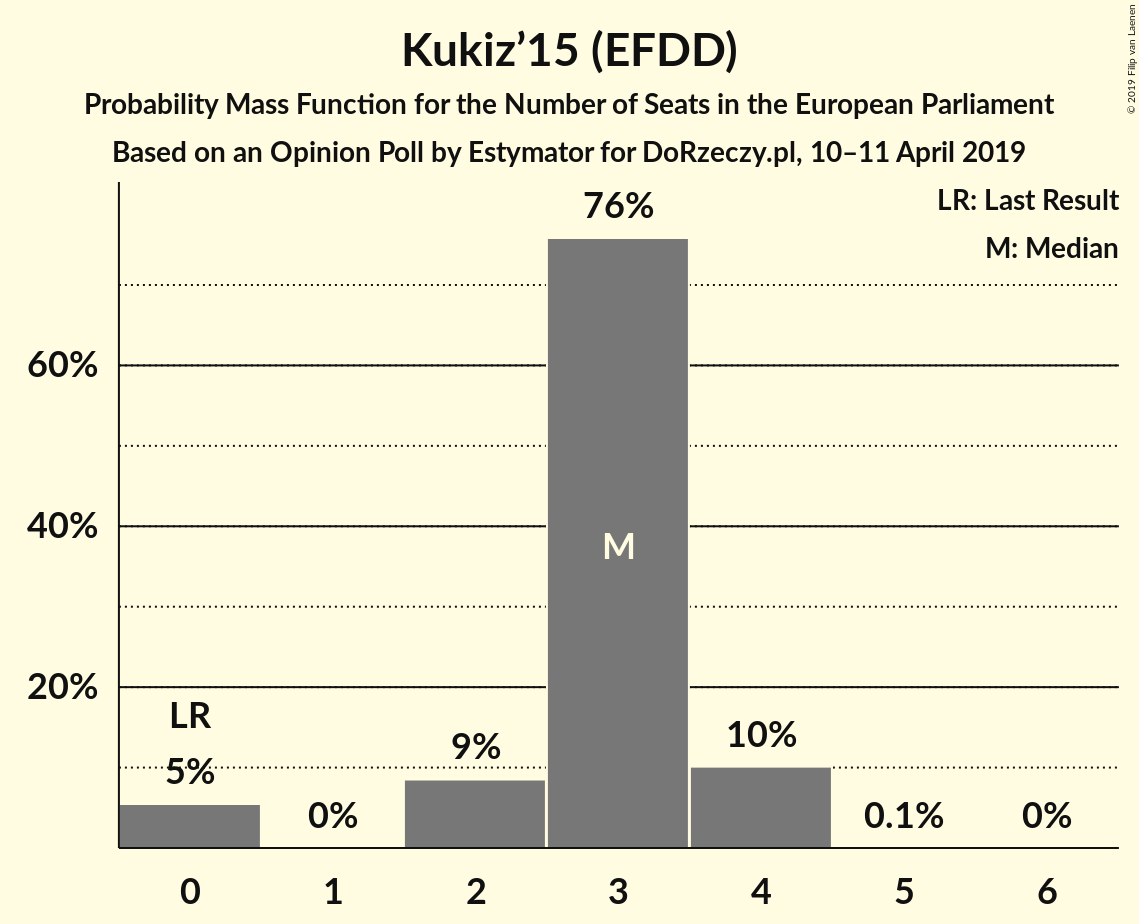 Kukiz’15 (EFDD)
Probability Mass Function for the Number of Seats in the European Parliament
Based on an Opinion Poll by Estymator for DoRzeczy.pl, 10–11 April 2019
© 2019 Filip van Laenen
LR: Last Result
M: Median
76%
60%
40%
M
20%
LR
5%
0%
9%
10%
0.1%
0%
0 1 2 3 4 5 6